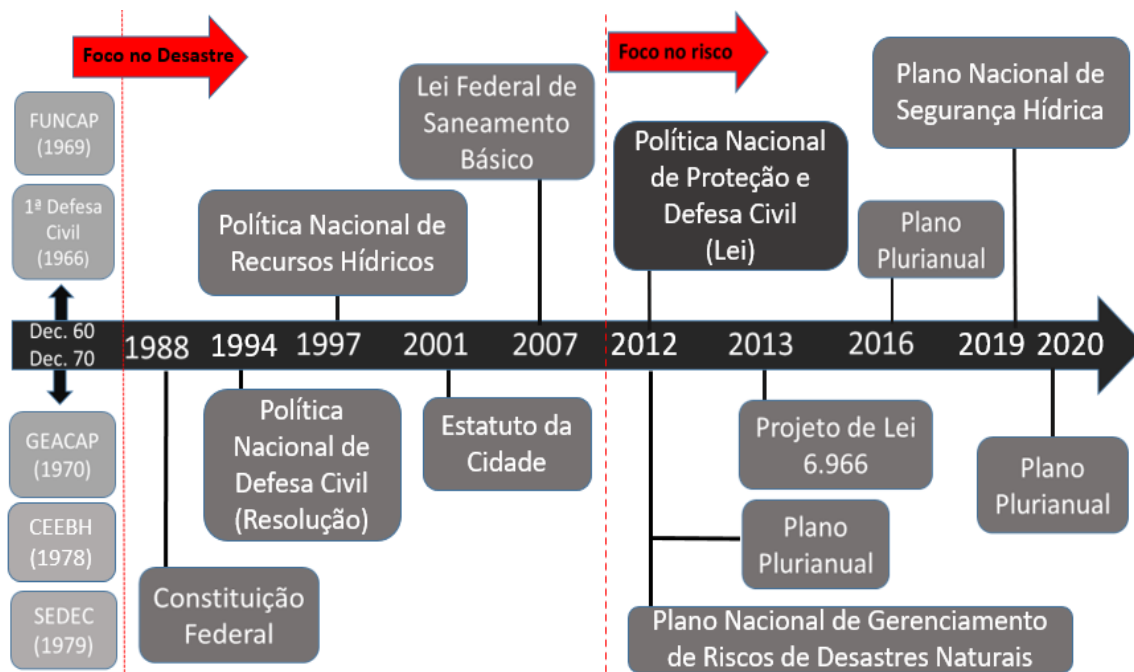 Foco no Desastre
Foco no risco
FUNCAP
(1969)
1ª Defesa
Civil
(1966)
Lei Federal de
Saneamento
Básico
Política Nacional de
Recursos Hídricos
Política Nacional
de Proteção e
Defesa Civil
(Lei)
Plano
Plurianual
Plano Nacional de
Segurança Hídrica
Dec. 60
Dec. 70
1988
1994
1997
2001
2007
2012
2013
2016
2019
2020
GEACAP
(1970)
CEEBH
(1978)
SEDEC
(1979)
Constituição
Federal
Política
Nacional de
Defesa Civil
(Resolução)
Estatuto da
Cidade
Projeto de Lei
6.966
Plano
Plurianual
Plano Nacional de Gerenciamento
de Riscos de Desastres Naturais
Plano
Plurianual